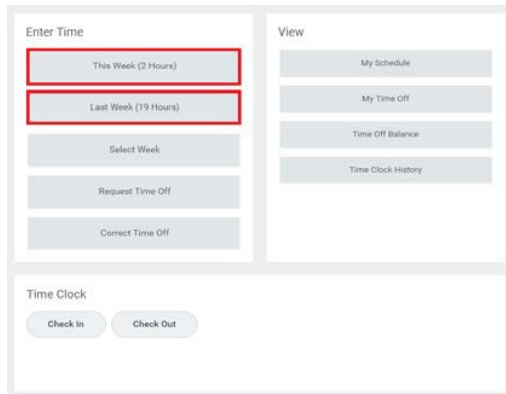 Enter Time
This Week (2 Hours)
Last Week (19 Hours)
Select Week
Request Time Off
Correct Time Off
View
My Schedule
My Time Off
Time Off Balance
Time Clock History
Time Clock
Check In
Check Out